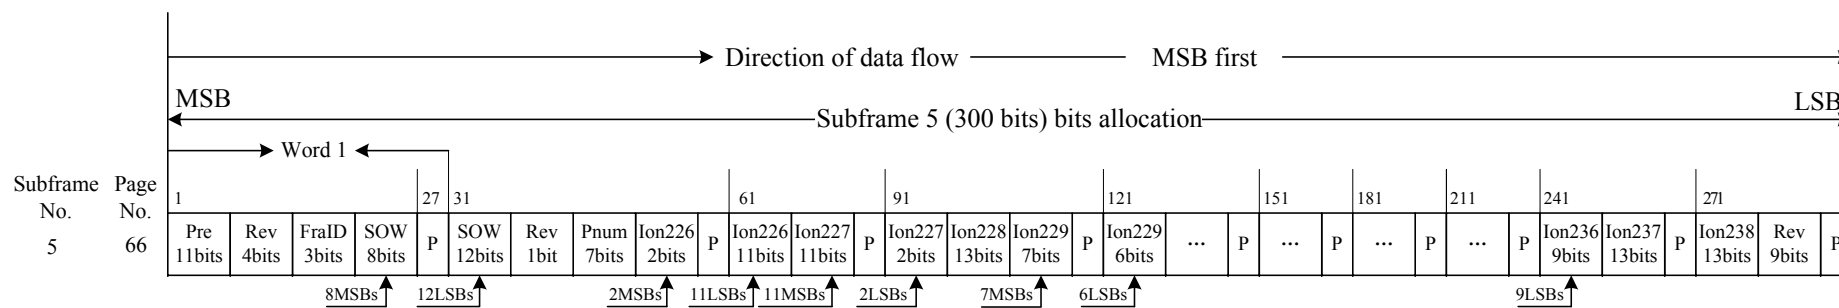 Direction of data flow MSB first
MSB LSB
Subframe 5 (300 bits) bits allocation
Word 1
Subframe No. Page No.
1 27 31 61 91 121 151 181 211 241 271
5 66
Pre 11bits
Rev 4bits
FraID 3bits
SOW 8bits
P
SOW 12bits
Rev 1bit
Pnum 7bits
Ion226 2bits
P
Ion226 11bits
Ion227 11bits
P
Ion227 2bits
Ion228 13bits
Ion229 7bits
P
Ion229 6bits
...
P
...
P
...
P
...
P
Ion236 9bits
Ion237 13bits
P
Ion238 13bits
Rev 9bits
P
8MSBs 12LSBs 2MSBs 11LSBs 11MSBs 2LSBs 7MSBs 6LSBs 9LSBs